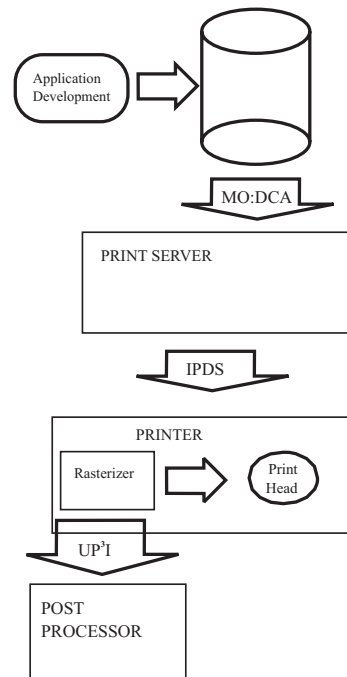 Application
Development
MO:DCA
PRINT SERVER
IPDS
PRINTER
Rasterizer
Print
Head
UP³I
POST
PROCESSOR